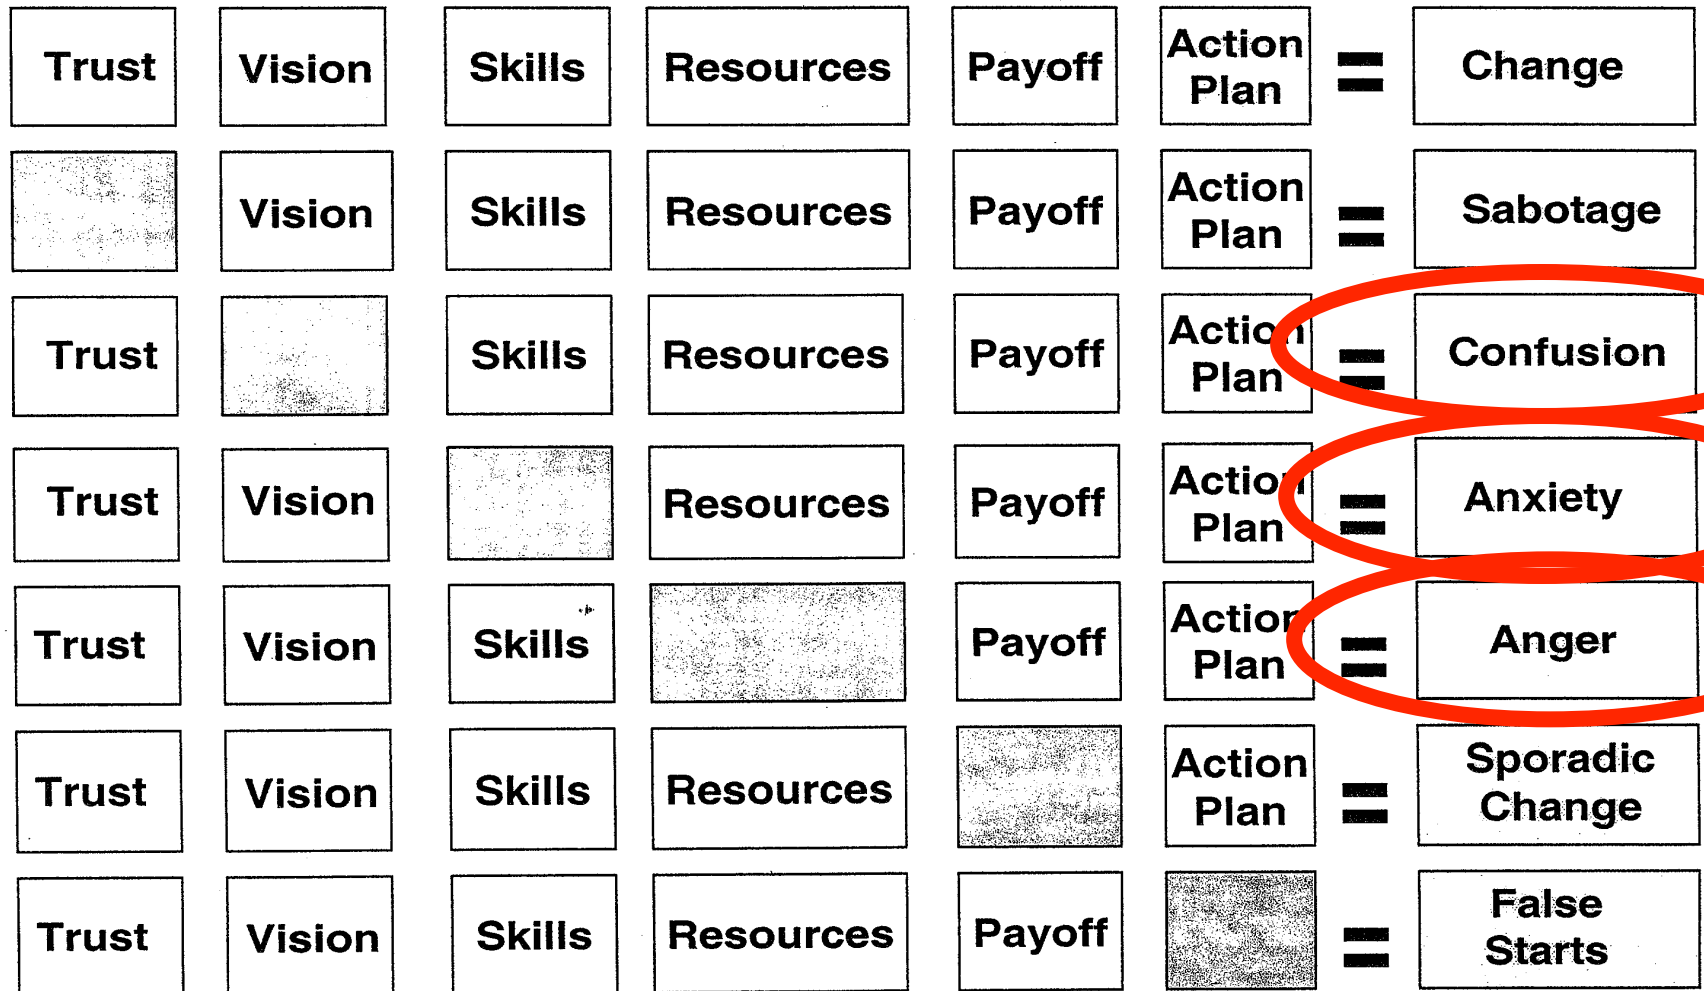 Trust Vision Skills Resources Payoff Action Plan = Change
Vision Skills Resources Payoff Action Plan = Sabotage
Trust Skills Resources Payoff Action Plan = Confusion
Trust Vision Resources Payoff Action Plan = Anxiety
Trust Vision Skills Payoff Action Plan = Anger
Trust Vision Skills Resources Action Plan = Sporadic Change
Trust Vision Skills Resources Payoff = False Starts